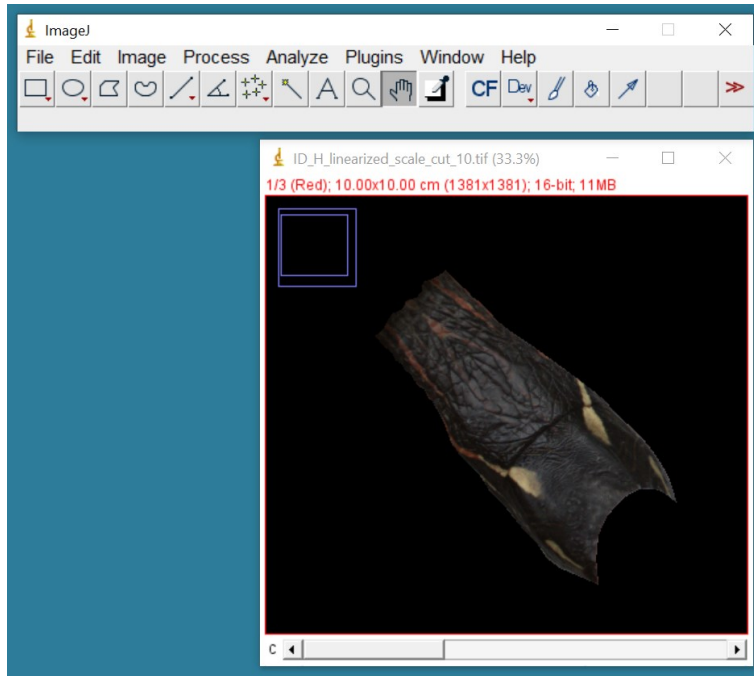 ImageJ
File Edit Image Process Analyze Plugins Window Help
A CF Dev
ID_H_linearized_scale_cut_10.tif (33.3%)
1/3 (Red); 10.00x10.00 cm (1381x1381); 16-bit; 11MB
C